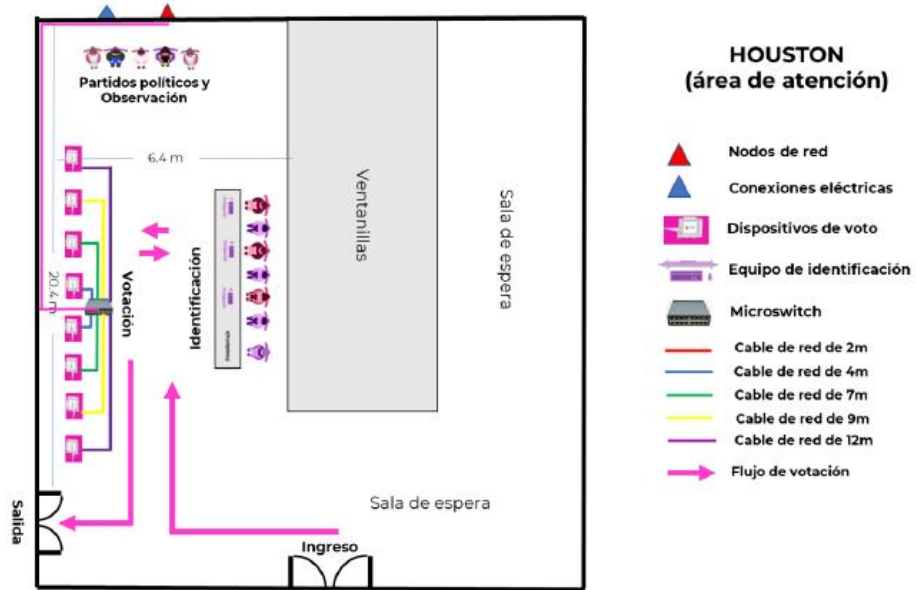 Partidos políticos y
Observación
6.4 m
20.4 m
Votación
Identificación
Ventanillas
Sala de espera
Sala de espera
Salida
Ingreso
HOUSTON
(área de atención)
Nodos de red
Conexiones eléctricas
Dispositivos de voto
Equipo de identificación
Microswitch
Cable de red de 2m
Cable de red de 4m
Cable de red de 7m
Cable de red de 9m
Cable de red de 12m
Flujo de votación